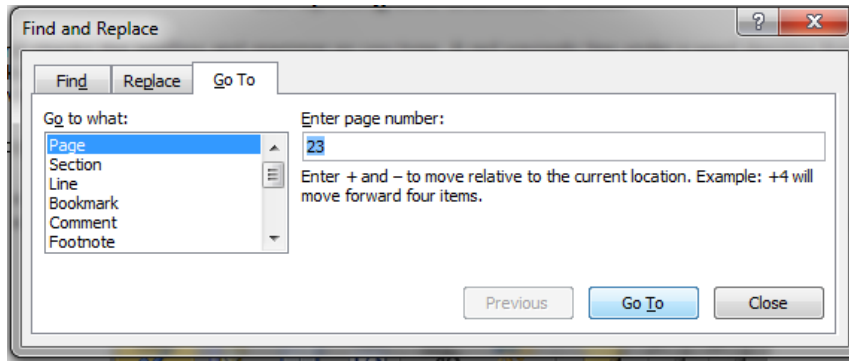 Find and Replace
Find Replace Go To
Go to what:
Page
Section
Line
Bookmark
Comment
Footnote
Enter page number:
23
Enter + and – to move relative to the current location. Example: +4 will
move forward four items.
Previous Go To Close